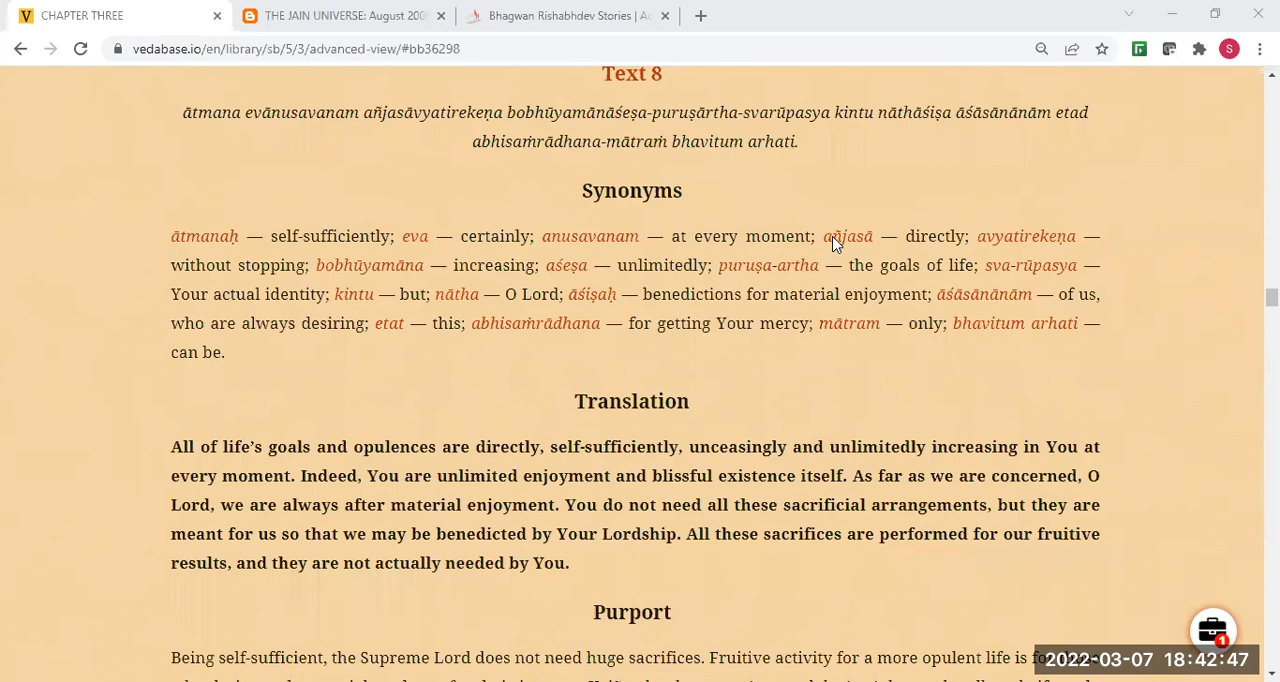 CHAPTER THREE
THE JAIN UNIVERSE: August 2009
Bhagwan Rishabhdev Stories | A
vedabase.io/en/library/sb/5/3/advanced-view/#bb36298
S
Text 8
ātmana evānusavanam añjasāvyatirekeṇa bobhūyamānāśeṣa-puruṣārtha-svarūpasya kintu nāthāśiṣa āśāsānānām etad
abhisaṁrādhana-mātraṁ bhavitum arhati.
Synonyms
ātmanaḥ — self-sufficiently; eva — certainly; anusavanam — at every moment; añjasā — directly; avyatirekeṇa —
without stopping; bobhūyamāna — increasing; aśeṣa — unlimitedly; puruṣa-artha — the goals of life; sva-rūpasya —
Your actual identity; kintu — but; nātha — O Lord; āśiṣaḥ — benedictions for material enjoyment; āśāsānānām — of us,
who are always desiring; etat — this; abhisaṁrādhana — for getting Your mercy; mātram — only; bhavitum arhati —
can be.
Translation
All of life’s goals and opulences are directly, self-sufficiently, unceasingly and unlimitedly increasing in You at
every moment. Indeed, You are unlimited enjoyment and blissful existence itself. As far as we are concerned, O
Lord, we are always after material enjoyment. You do not need all these sacrificial arrangements, but they are
meant for us so that we may be benedicted by Your Lordship. All these sacrifices are performed for our fruitive
results, and they are not actually needed by You.
Purport
Being self-sufficient, the Supreme Lord does not need huge sacrifices. Fruitive activity for a more opulent life is
1
2022-03-07 18:42:47